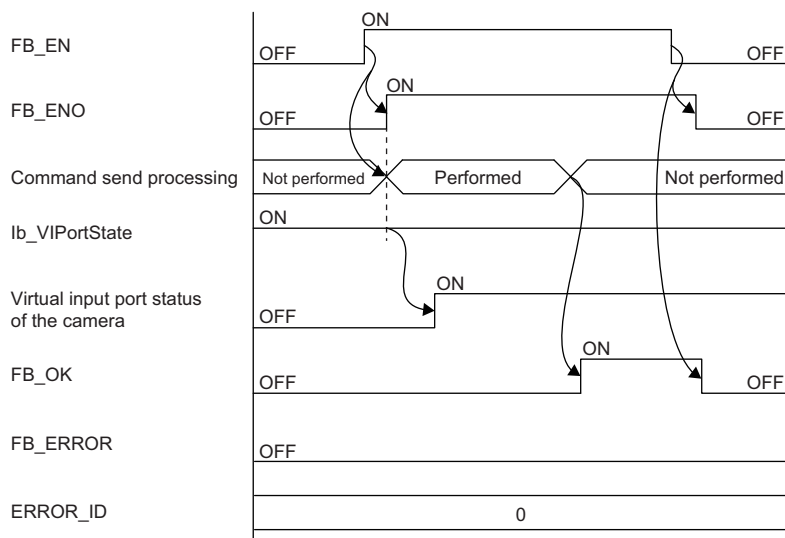 ON
FB_EN
OFF
OFF
ON
FB_ENO
OFF
OFF
Command send processing
Not performed
Performed
Not performed
ON
Ib_VIPortState
ON
Virtual input port status
of the camera
OFF
ON
FB_OK
OFF
OFF
FB_ERROR
OFF
ERROR_ID
0